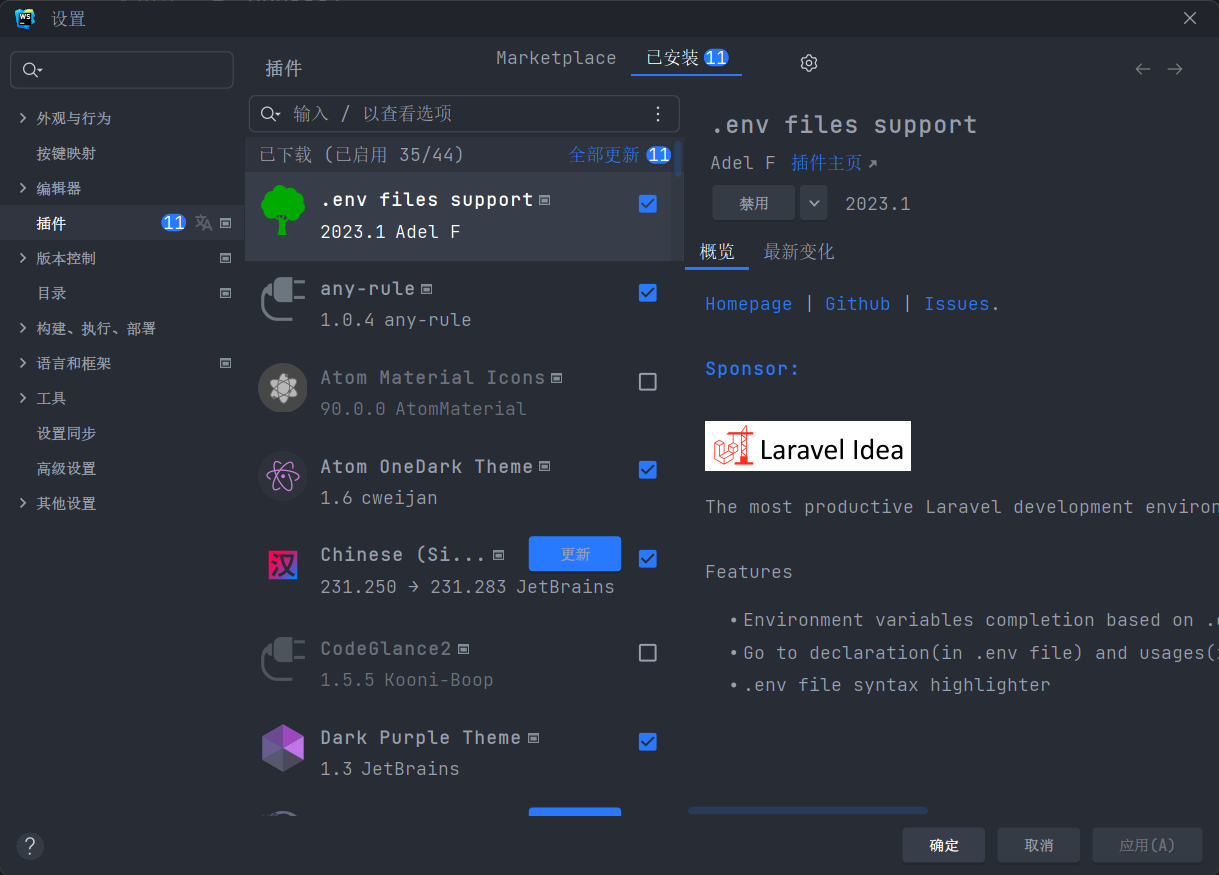 WS
设置
外观与行为
按键映射
编辑器
插件 11
版本控制
目录
构建、执行、部署
语言和框架
工具
设置同步
高级设置
其他设置
插件
Marketplace
已安装 11
输入 / 以查看选项
已下载 (已启用 35/44)
全部更新 11
.env files support
2023.1 Adel F
any-rule
1.0.4 any-rule
Atom Material Icons
90.0.0 AtomMaterial
Atom OneDark Theme
1.6 cweijan
汉
Chinese (Si...
更新
231.250 → 231.283 JetBrains
CodeGlance2
1.5.5 Kooni-Boop
Dark Purple Theme
1.3 JetBrains
.env files support
Adel F 插件主页↗
禁用
2023.1
概览
最新变化
Homepage | Github | Issues.
Sponsor:
Laravel Idea
The most productive Laravel development
Features
•Environment variables completion based on
•Go to declaration(in .env file) and
•.env file syntax highlighter
?
确定
取消
应用(A)